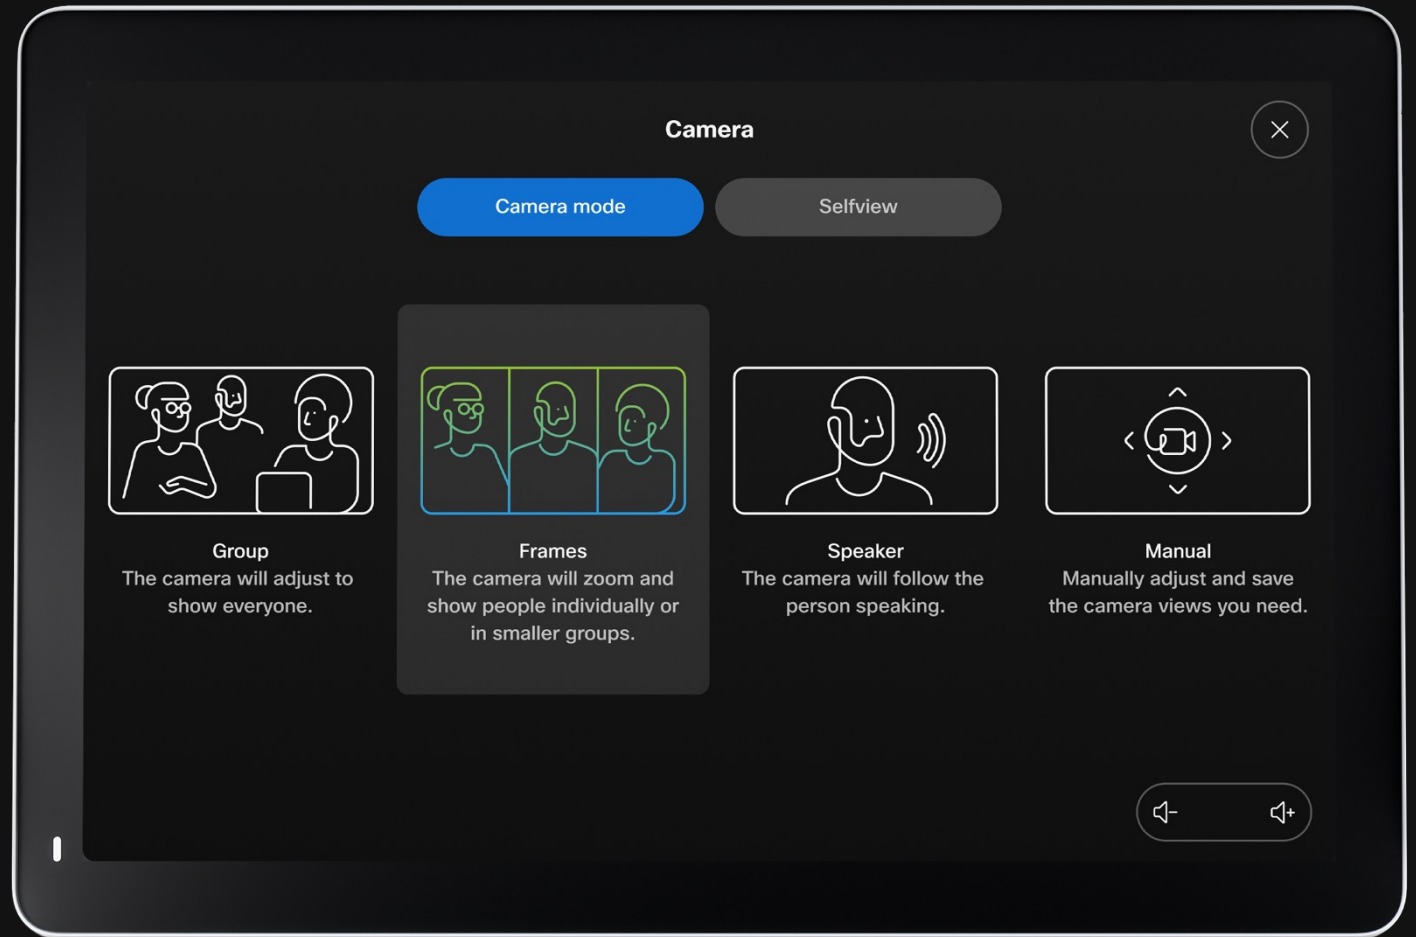 Camera
Camera mode
Selfview
Group
The camera will adjust to
show everyone.
Frames
The camera will zoom and
show people individually or
in smaller groups.
Speaker
The camera will follow the
person speaking.
Manual
Manually adjust and save
the camera views you need.